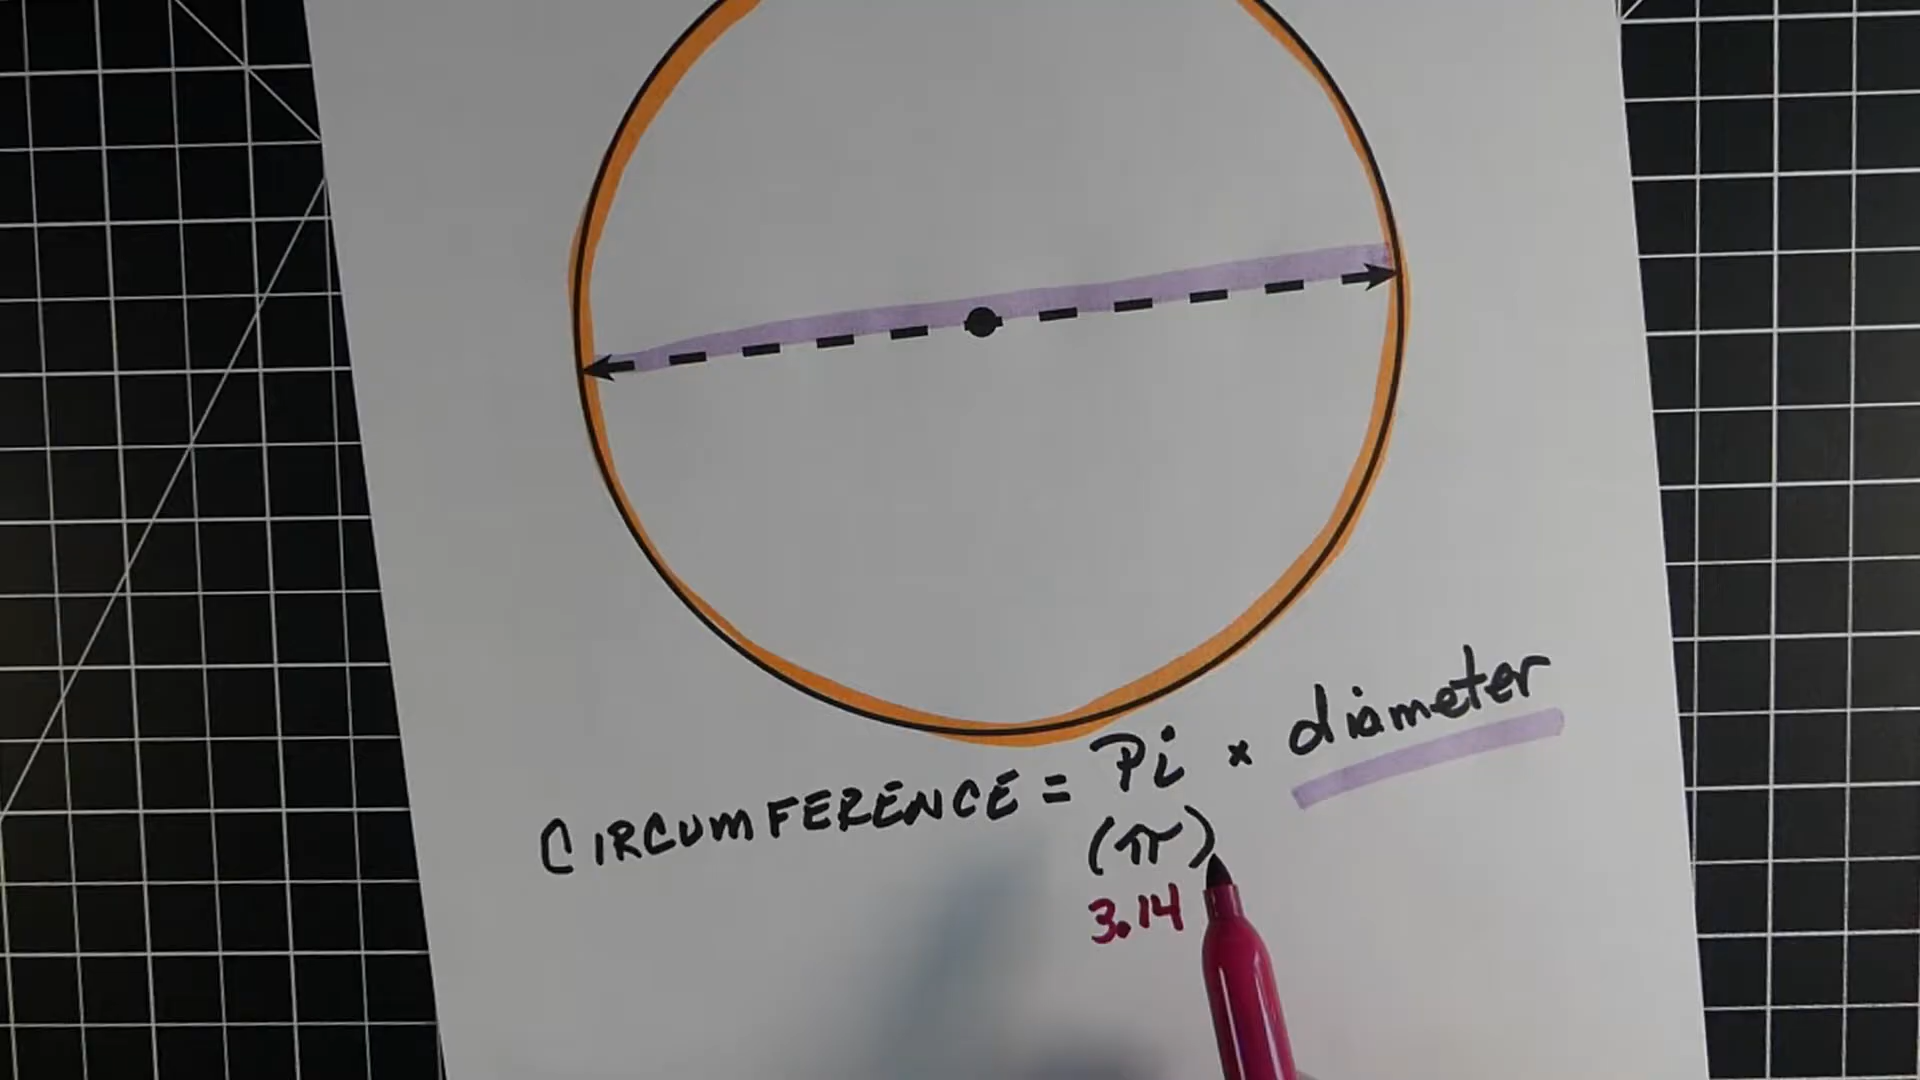 CIRCUMFERENCE = Pi × diameter
(π)
3.14